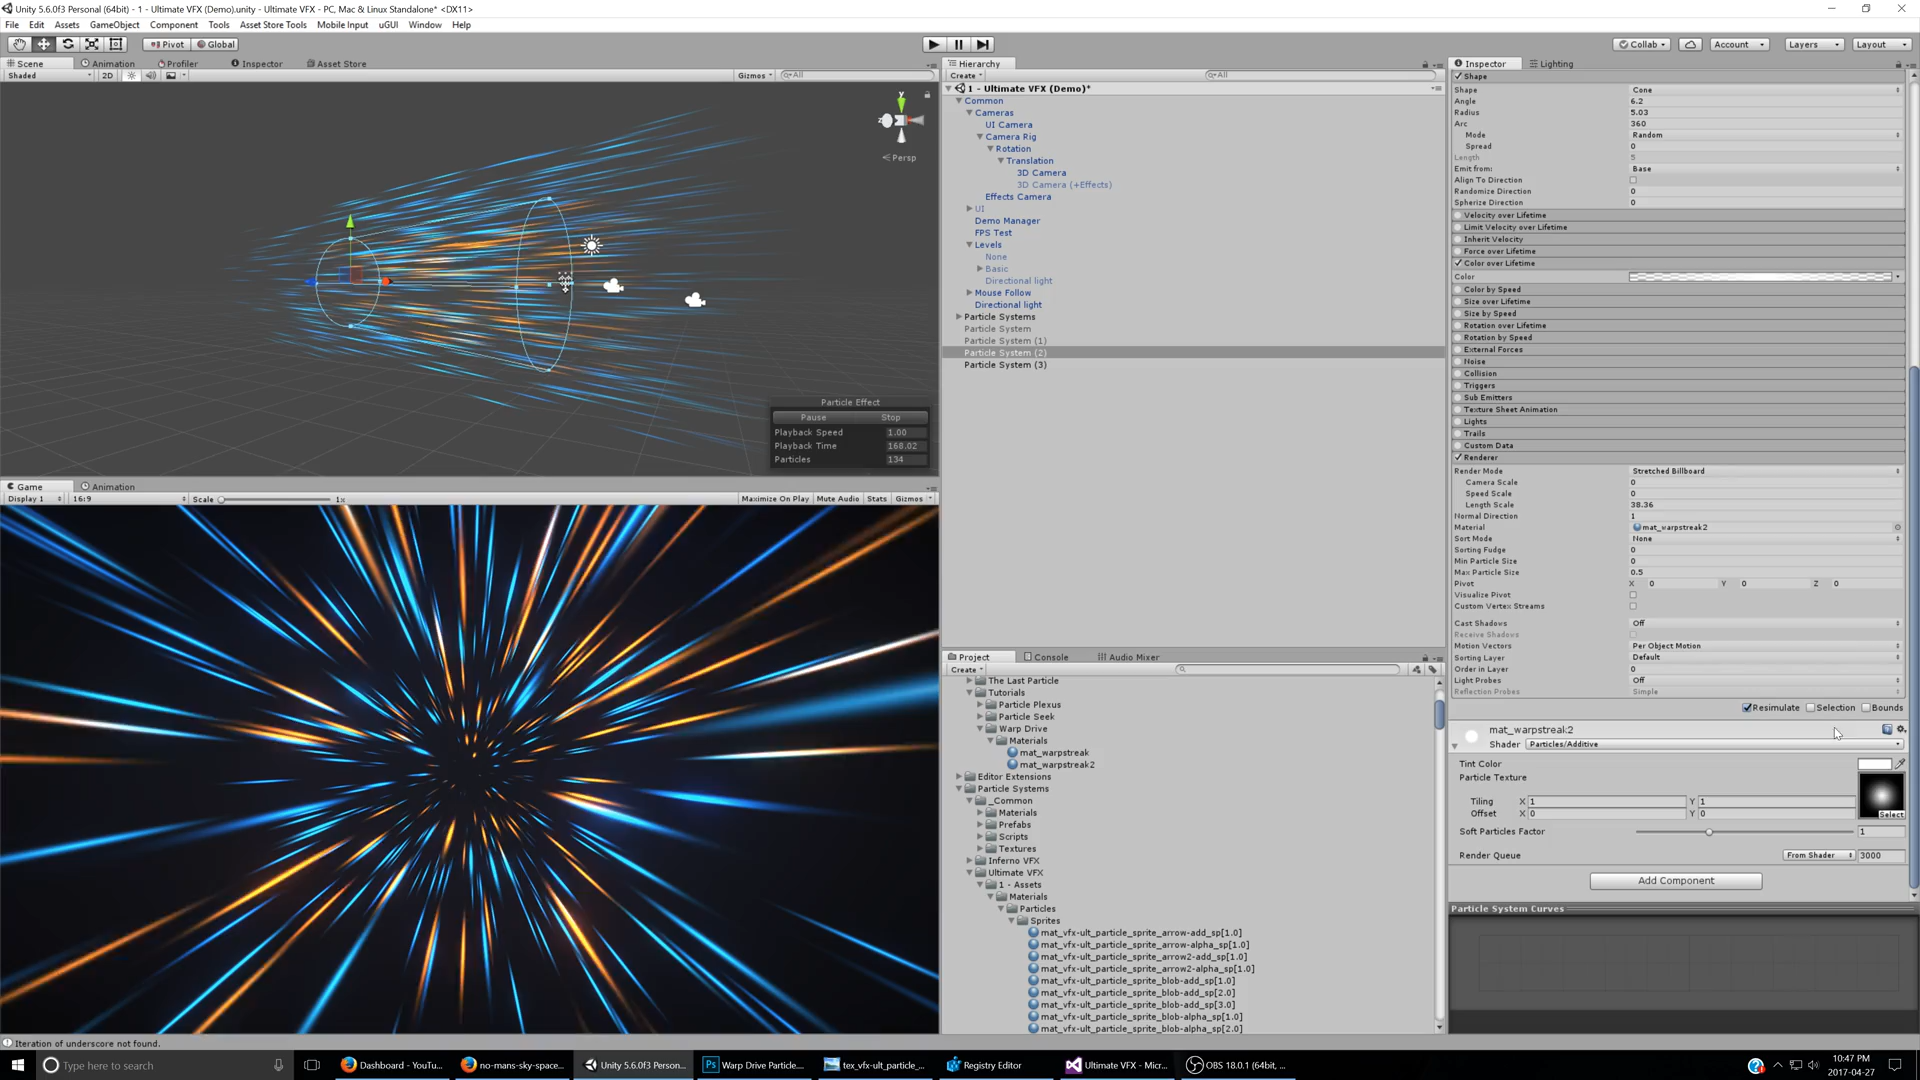 Unity 5.6.0f3 Personal (64bit) - 1 - Ultimate VFX (Demo).unity - Ultimate VFX - PC, Mac & Linux Standalone* <DX11>
File Edit Assets GameObject Component Tools Asset Store Tools Mobile Input uGUI Window Help
Pivot Global Collab Account Layers Layout
Scene Animation Profiler Inspector Asset Store
Shaded 2D Gizmos All
y
z
Persp
Particle Effect
Pause Stop
Playback Speed 1.00
Playback Time 168.02
Particles 134
Game Animation
Display 1 16:9 Scale 1x Maximize On Play Mute Audio Stats Gizmos
Hierarchy
Create All
1 - Ultimate VFX (Demo)*
Common
Cameras
UI Camera
Camera Rig
Rotation
Translation
3D Camera
3D Camera (+Effects)
Effects Camera
UI
Demo Manager
FPS Test
Levels
None
Basic
Directional light
Mouse Follow
Directional light
Particle Systems
Particle System
Particle System (1)
Particle System (2)
Particle System (3)
Project Console Audio Mixer
Create
The Last Particle
Tutorials
Particle Plexus
Particle Seek
Warp Drive
Materials
mat_warpstreak
mat_warpstreak2
Editor Extensions
Particle Systems
_Common
Materials
Prefabs
Scripts
Textures
Inferno VFX
Ultimate VFX
1 - Assets
Materials
Particles
Sprites
mat_vfx-ult_particle_sprite_arrow-add_sp[1.0]
mat_vfx-ult_particle_sprite_arrow-alpha_sp[1.0]
mat_vfx-ult_particle_sprite_arrow2-add_sp[1.0]
mat_vfx-ult_particle_sprite_arrow2-alpha_sp[1.0]
mat_vfx-ult_particle_sprite_blob-add_sp[1.0]
mat_vfx-ult_particle_sprite_blob-add_sp[2.0]
mat_vfx-ult_particle_sprite_blob-add_sp[3.0]
mat_vfx-ult_particle_sprite_blob-alpha_sp[1.0]
mat_vfx-ult_particle_sprite_blob-alpha_sp[2.0]
Inspector Lighting
Shape
Shape Cone
Angle 6.2
Radius 5.03
Arc 360
Mode Random
Spread 0
Length 5
Emit from: Base
Align To Direction
Randomize Direction 0
Spherize Direction 0
Velocity over Lifetime
Limit Velocity over Lifetime
Inherit Velocity
Force over Lifetime
Color over Lifetime
Color
Color by Speed
Size over Lifetime
Size by Speed
Rotation over Lifetime
Rotation by Speed
External Forces
Noise
Collision
Triggers
Sub Emitters
Texture Sheet Animation
Lights
Trails
Custom Data
Renderer
Render Mode Stretched Billboard
Camera Scale 0
Speed Scale 0
Length Scale 38.36
Normal Direction 1
Material mat_warpstreak2
Sort Mode None
Sorting Fudge 0
Min Particle Size 0
Max Particle Size 0.5
Pivot X 0 Y 0 Z 0
Visualize Pivot
Custom Vertex Streams
Cast Shadows Off
Receive Shadows
Motion Vectors Per Object Motion
Sorting Layer Default
Order in Layer 0
Light Probes Off
Reflection Probes Simple
Resimulate Selection Bounds
mat_warpstreak2
Shader Particles/Additive
Tint Color
Particle Texture
Tiling X 1 Y 1
Offset X 0 Y 0
Select
Soft Particles Factor 1
Render Queue From Shader 3000
Add Component
Particle System Curves
Iteration of underscore not found.
Type here to search
Dashboard - YouTu...
no-mans-sky-space...
Unity 5.6.0f3 Person...
Ps Warp Drive Particle...
tex_vfx-ult_particle_...
Registry Editor
Ultimate VFX - Micr...
OBS 18.0.1 (64bit, ...
10:47 PM
2017-04-27